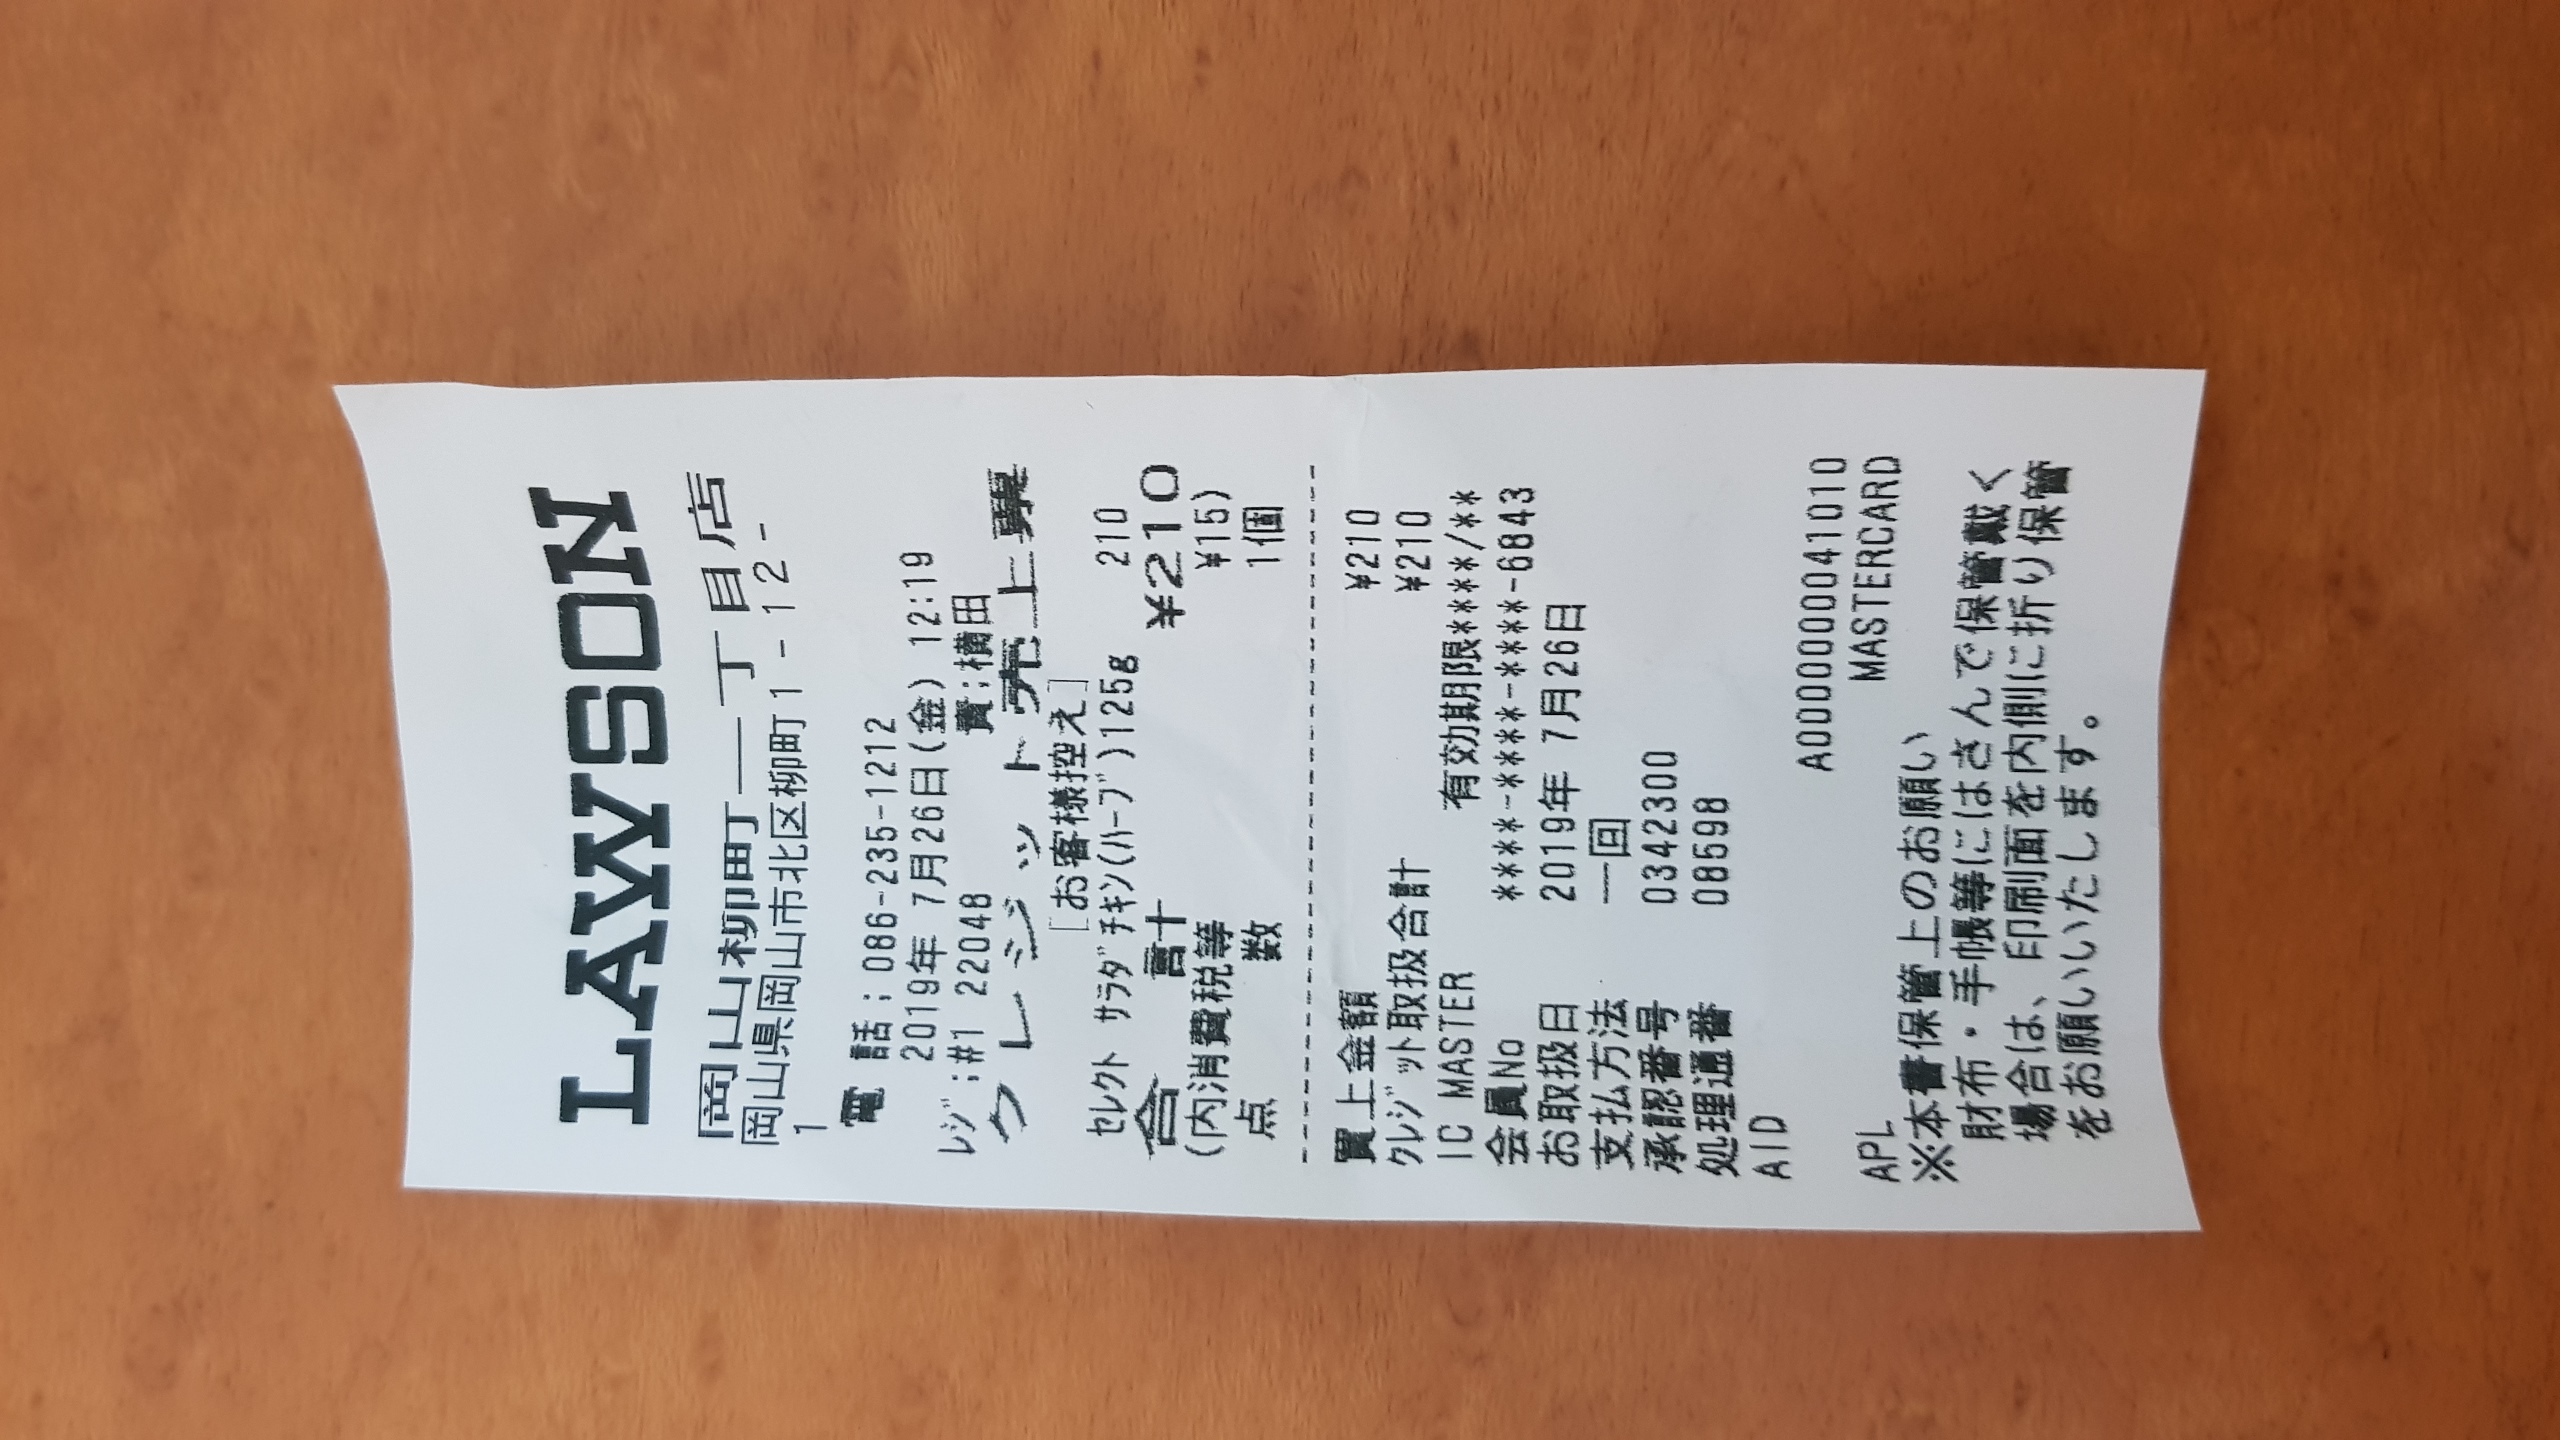 LAWSON
岡山柳町一丁目店
岡山県岡山市北区柳町1-12-
1
電 話;086-235-1212
2019年 7月26日(金) 12:19
ﾚｼﾞ;#1 22048 責;横田
クレジット売上票
[お客様控え]
ｾﾚｸﾄ ｻﾗﾀﾞﾁｷﾝ(ﾊｰﾌﾞ)125g 210
合 計 ¥210
(内消費税等 ¥15)
点 数 1個
買上金額 ¥210
ｸﾚｼﾞｯﾄ取扱合計 ¥210
IC MASTER 有効期限****/**
会員No ****-****-****-6843
お取扱日 2019年 7月26日
支払方法 一回
承認番号 0342300
処理通番 08698
AID
A0000000041010
APL MASTERCARD
※本書保管上のお願い
財布・手帳等にはさんで保管戴く
場合は、印刷面を内側に折り保管
をお願いいたします。